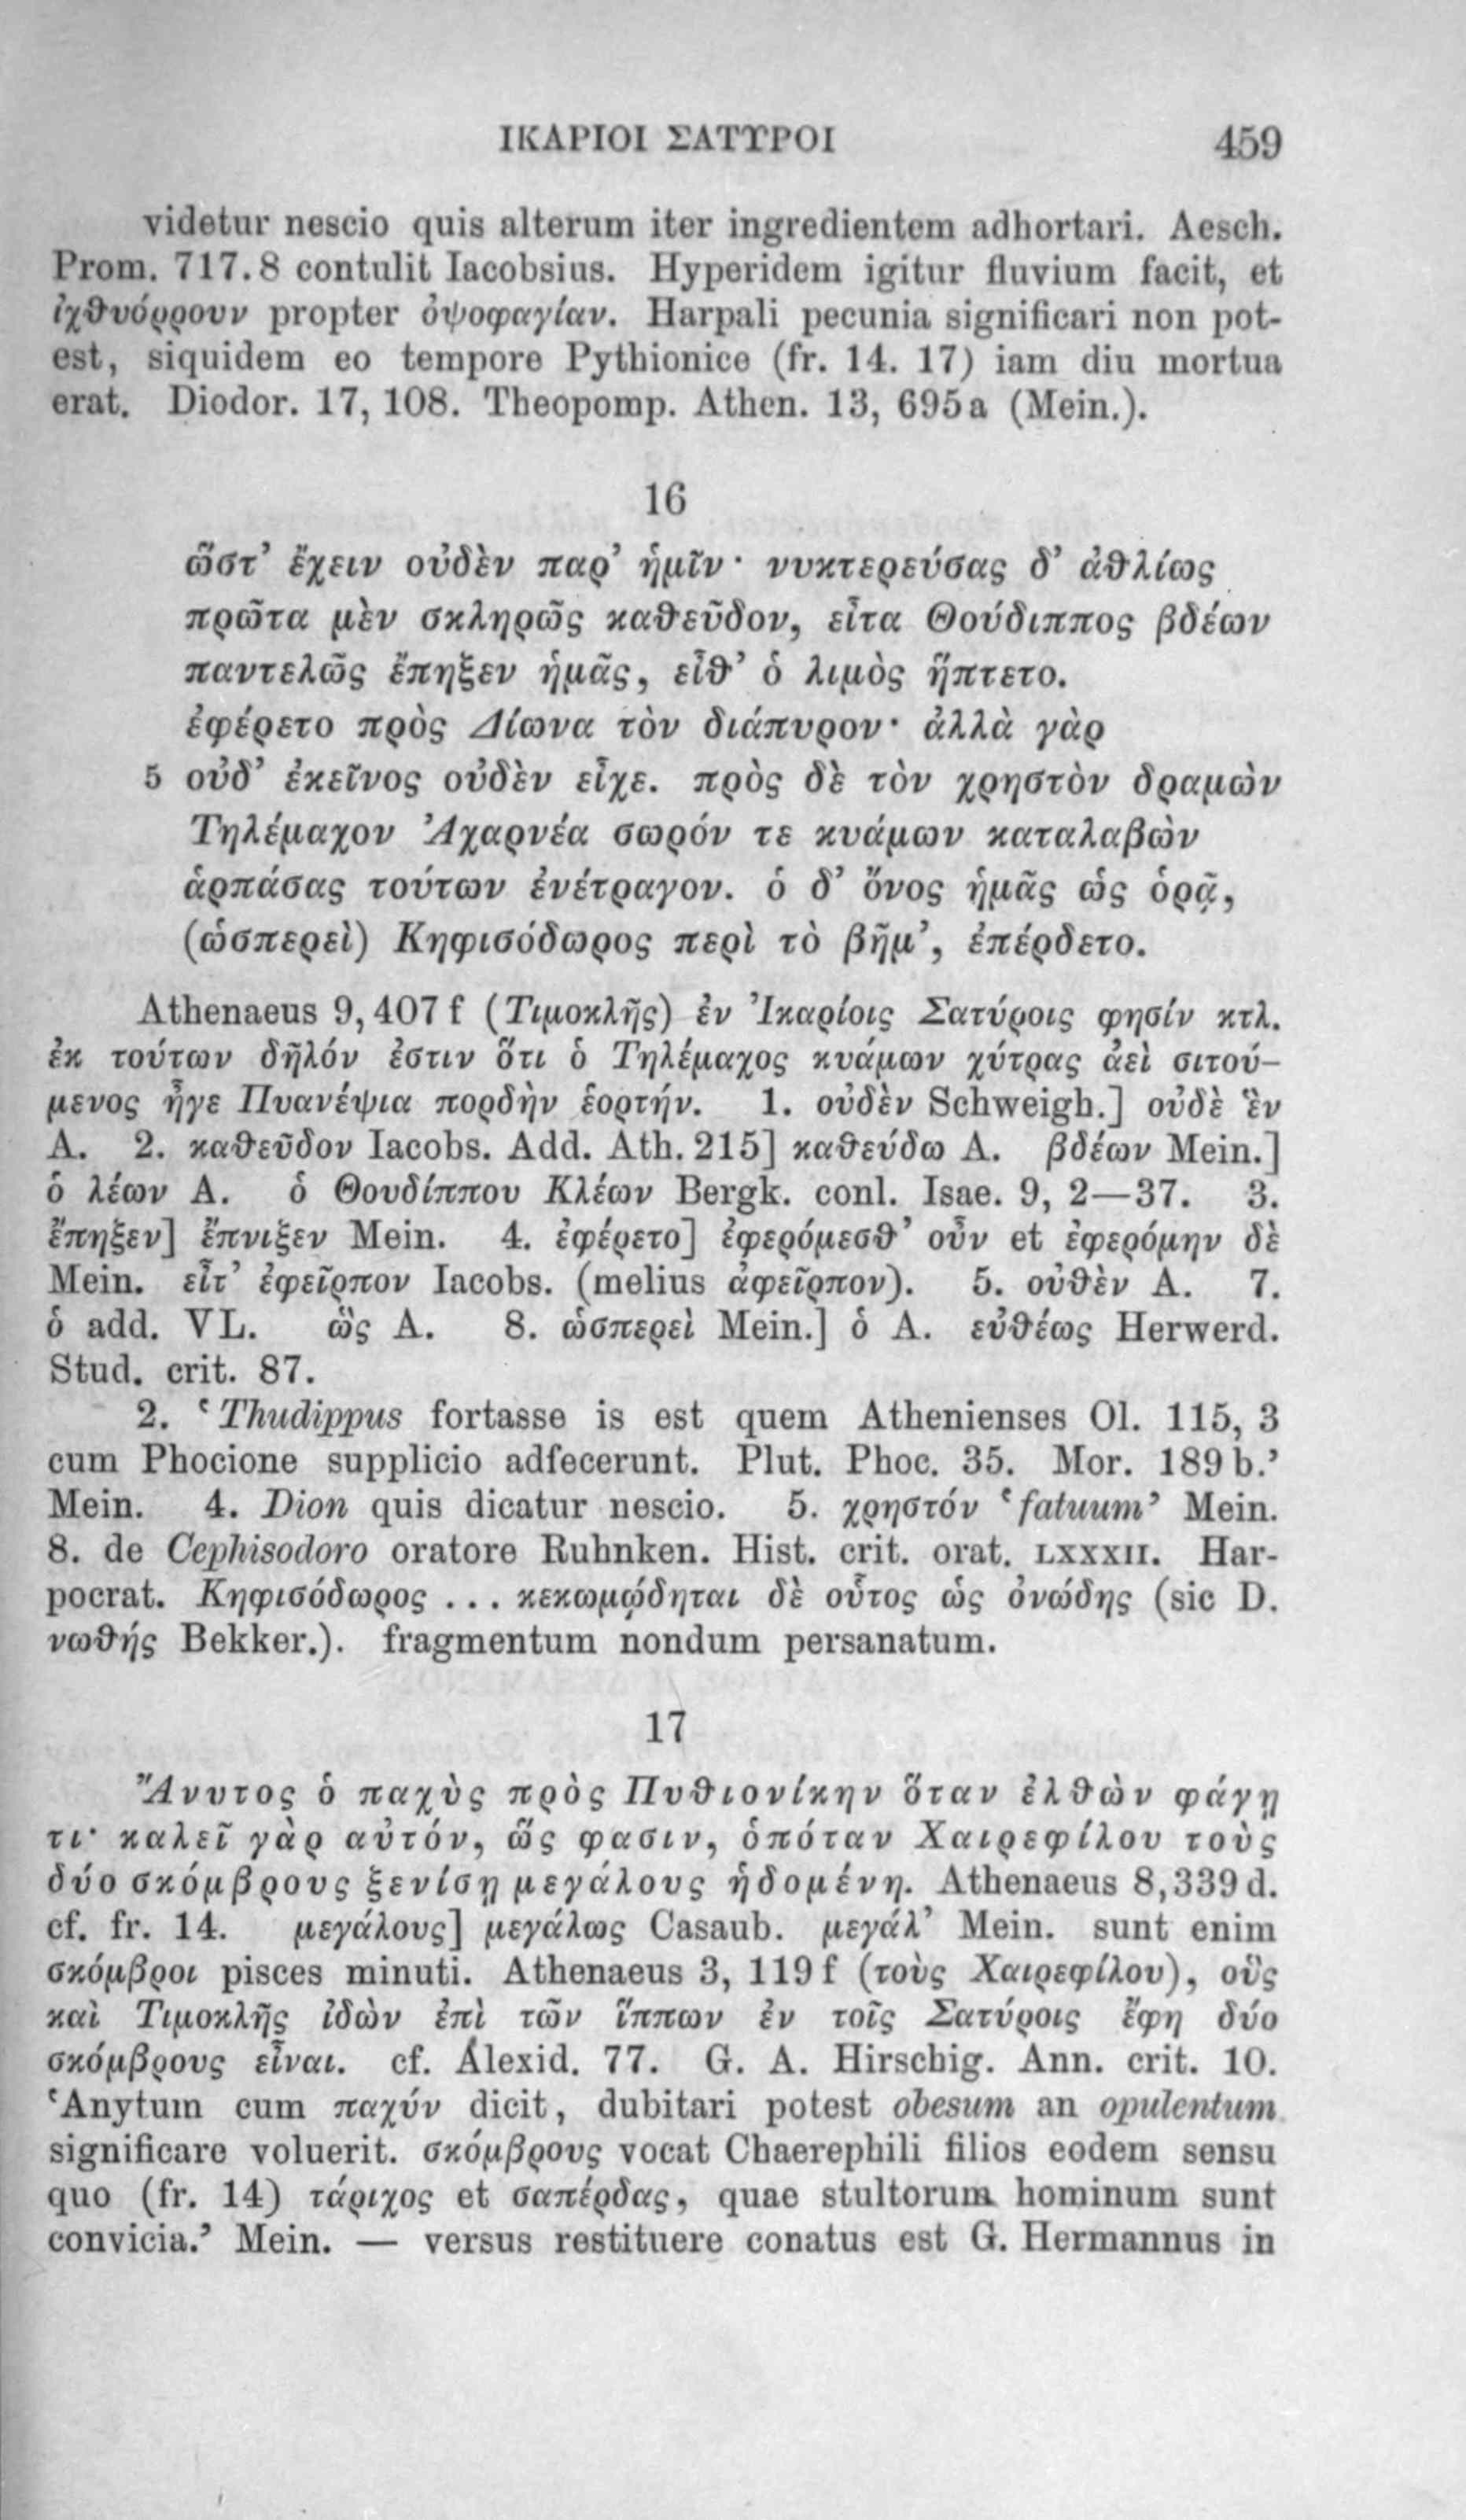 ΙΚΑΡΙΟΙ ΣΑΤΥΡΟΙ 459
videtur nescio quis alterum iter ingredientem adhortari. Aesch.
Prom. 717. 8 contulit Iacobsius. Hyperidem igitur fluvium facit, et
ἰχθυόρρουν propter ὀψοφαγίαν. Harpali pecunia significari non pot-
est, siquidem eo tempore Pythionice (fr. 14. 17) iam diu mortua
erat. Diodor. 17, 108. Theopomp. Athen. 13, 695a (Mein.).
16
ὥστ’ ἔχειν οὐδὲν παρ’ ἡμῖν· νυκτερεύσας δ’ ἀθλίως
πρῶτα μὲν σκληρῶς καθεῦδον, εἶτα Θούδιππος βδέων
παντελῶς ἔπηξεν ἡμᾶς, εἶθ’ ὁ λιμὸς ἥπτετο.
ἐφέρετο πρὸς Δίωνα τὸν διάπυρον· ἀλλὰ γὰρ
5 οὐδ’ ἐκεῖνος οὐδὲν εἶχε. πρὸς δὲ τὸν χρηστὸν δραμὼν
Τηλέμαχον Ἀχαρνέα σωρόν τε κυάμων καταλαβὼν
ἁρπάσας τούτων ἐνέτραγον. ὁ δ’ ὄνος ἡμᾶς ὡς ὁρᾷ,
(ὡσπερεὶ) Κηφισόδωρος περὶ τὸ βῆμ’, ἐπέρδετο.
Athenaeus 9, 407 f (Τιμοκλῆς) ἐν Ἰκαρίοις Σατύροις φησίν κτλ.
ἐκ τούτων δῆλόν ἐστιν ὅτι ὁ Τηλέμαχος κυάμων χύτρας ἀεὶ σιτού-
μενος ἦγε Πυανέψια πορδὴν ἑορτήν. 1. οὐδὲν Schweigh.] οὐδὲ ἓν
A. 2. καθεῦδον Iacobs. Add. Ath. 215] καθεύδω A. βδέων Mein.]
ὁ λέων A. ὁ Θουδίππου Κλέων Bergk. conl. Isae. 9, 2—37. 3.
ἔπηξεν] ἔπνιξεν Mein. 4. ἐφέρετο] ἐφερόμεσθ’ οὖν et ἐφερόμην δὲ
Mein. εἶτ’ ἐφεῖρπον Iacobs. (melius ἀφεῖρπον). 5. οὐθὲν A. 7.
ὁ add. VL. ὣς A. 8. ὡσπερεὶ Mein.] ὁ A. εὐθέως Herwerd.
Stud. crit. 87.
2. ‘Thudippus fortasse is est quem Athenienses Ol. 115, 3
cum Phocione supplicio adfecerunt. Plut. Phoc. 35. Mor. 189 b.’
Mein. 4. Dion quis dicatur nescio. 5. χρηστόν ‘fatuum’ Mein.
8. de Cephisodoro oratore Ruhnken. Hist. crit. orat. LXXXII. Har-
pocrat. Κηφισόδωρος ... κεκωμῴδηται δὲ οὗτος ὡς ὀνώδης (sic D.
νωθής Bekker.). fragmentum nondum persanatum.
17
Ἄνυτος ὁ παχὺς πρὸς Πυθιονίκην ὅταν ἐλθὼν φάγῃ
τι· καλεῖ γὰρ αὐτόν, ὥς φασιν, ὁπόταν Χαιρεφίλου τοὺς
δύο σκόμβρους ξενίσῃ μεγάλους ἡδομένη. Athenaeus 8, 339 d.
cf. fr. 14. μεγάλους] μεγάλως Casaub. μεγάλ’ Mein. sunt enim
σκόμβροι pisces minuti. Athenaeus 3, 119 f (τοὺς Χαιρεφίλου), οὓς
καὶ Τιμοκλῆς ἰδὼν ἐπὶ τῶν ἵππων ἐν τοῖς Σατύροις ἔφη δύο
σκόμβρους εἶναι. cf. Alexid. 77. G. A. Hirschig. Ann. crit. 10.
‘Anytum cum παχύν dicit, dubitari potest obesum an opulentum
significare voluerit. σκόμβρους vocat Chaerephili filios eodem sensu
quo (fr. 14) τάριχος et σαπέρδας, quae stultorum hominum sunt
convicia.’ Mein. — versus restituere conatus est G. Hermannus in